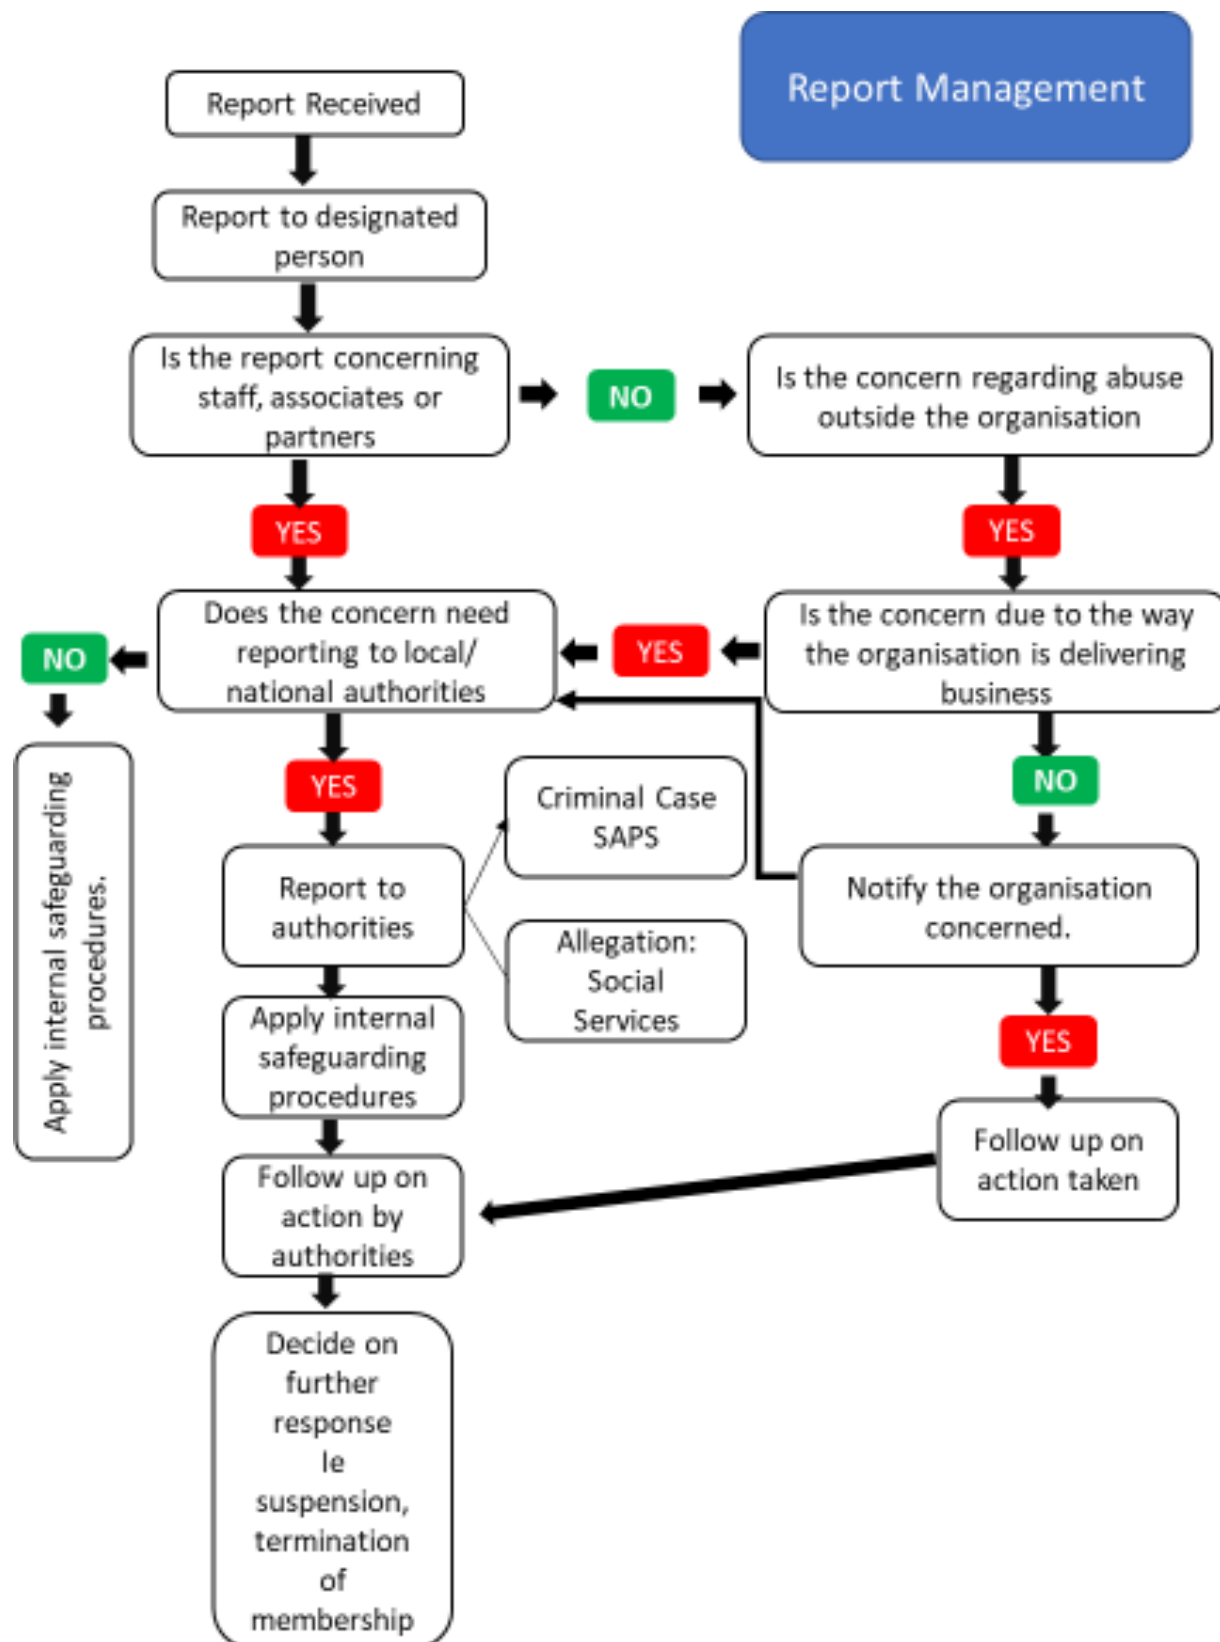 Report Management
Report Received
Report to designated
person
Is the report concerning
staff, associates or
partners
NO
Is the concern regarding abuse
outside the organisation
YES
YES
Does the concern need
reporting to local/
national authorities
NO
YES
Is the concern due to the way
the organisation is delivering
business
Apply internal safeguarding
procedures.
YES
NO
Criminal Case
SAPS
Report to
authorities
Notify the organisation
concerned.
Allegation:
Social
Services
Apply internal
safeguarding
procedures
YES
Follow up on
action taken
Follow up on
action by
authorities
Decide on
further
response
Ie
suspension,
termination
of
membership